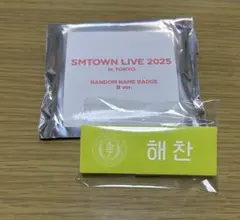 SMTOWN LIVE 2025
in TOKYO
RANDOM NAME BADGE
B ver.
해찬